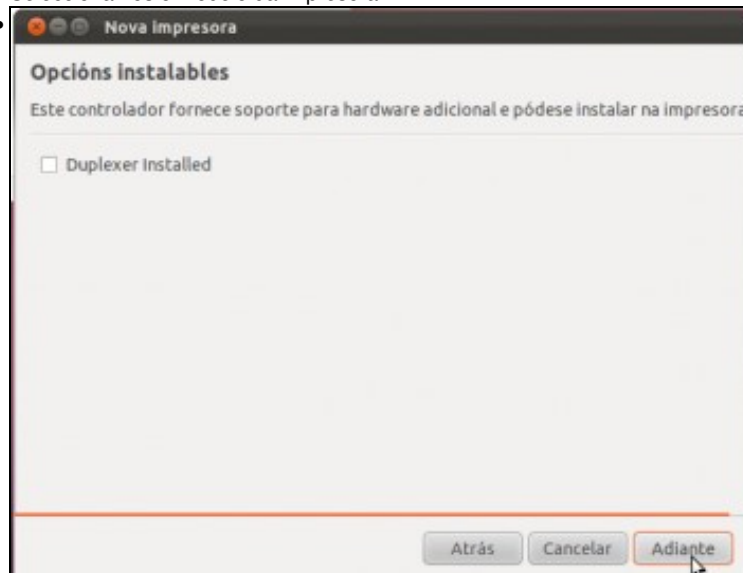 Nova impresora
Opcións instalables
Este controlador fornece soporte para hardware adicional e pódese instalar na impresora
Duplexer Installed
Atrás Cancelar Adiante